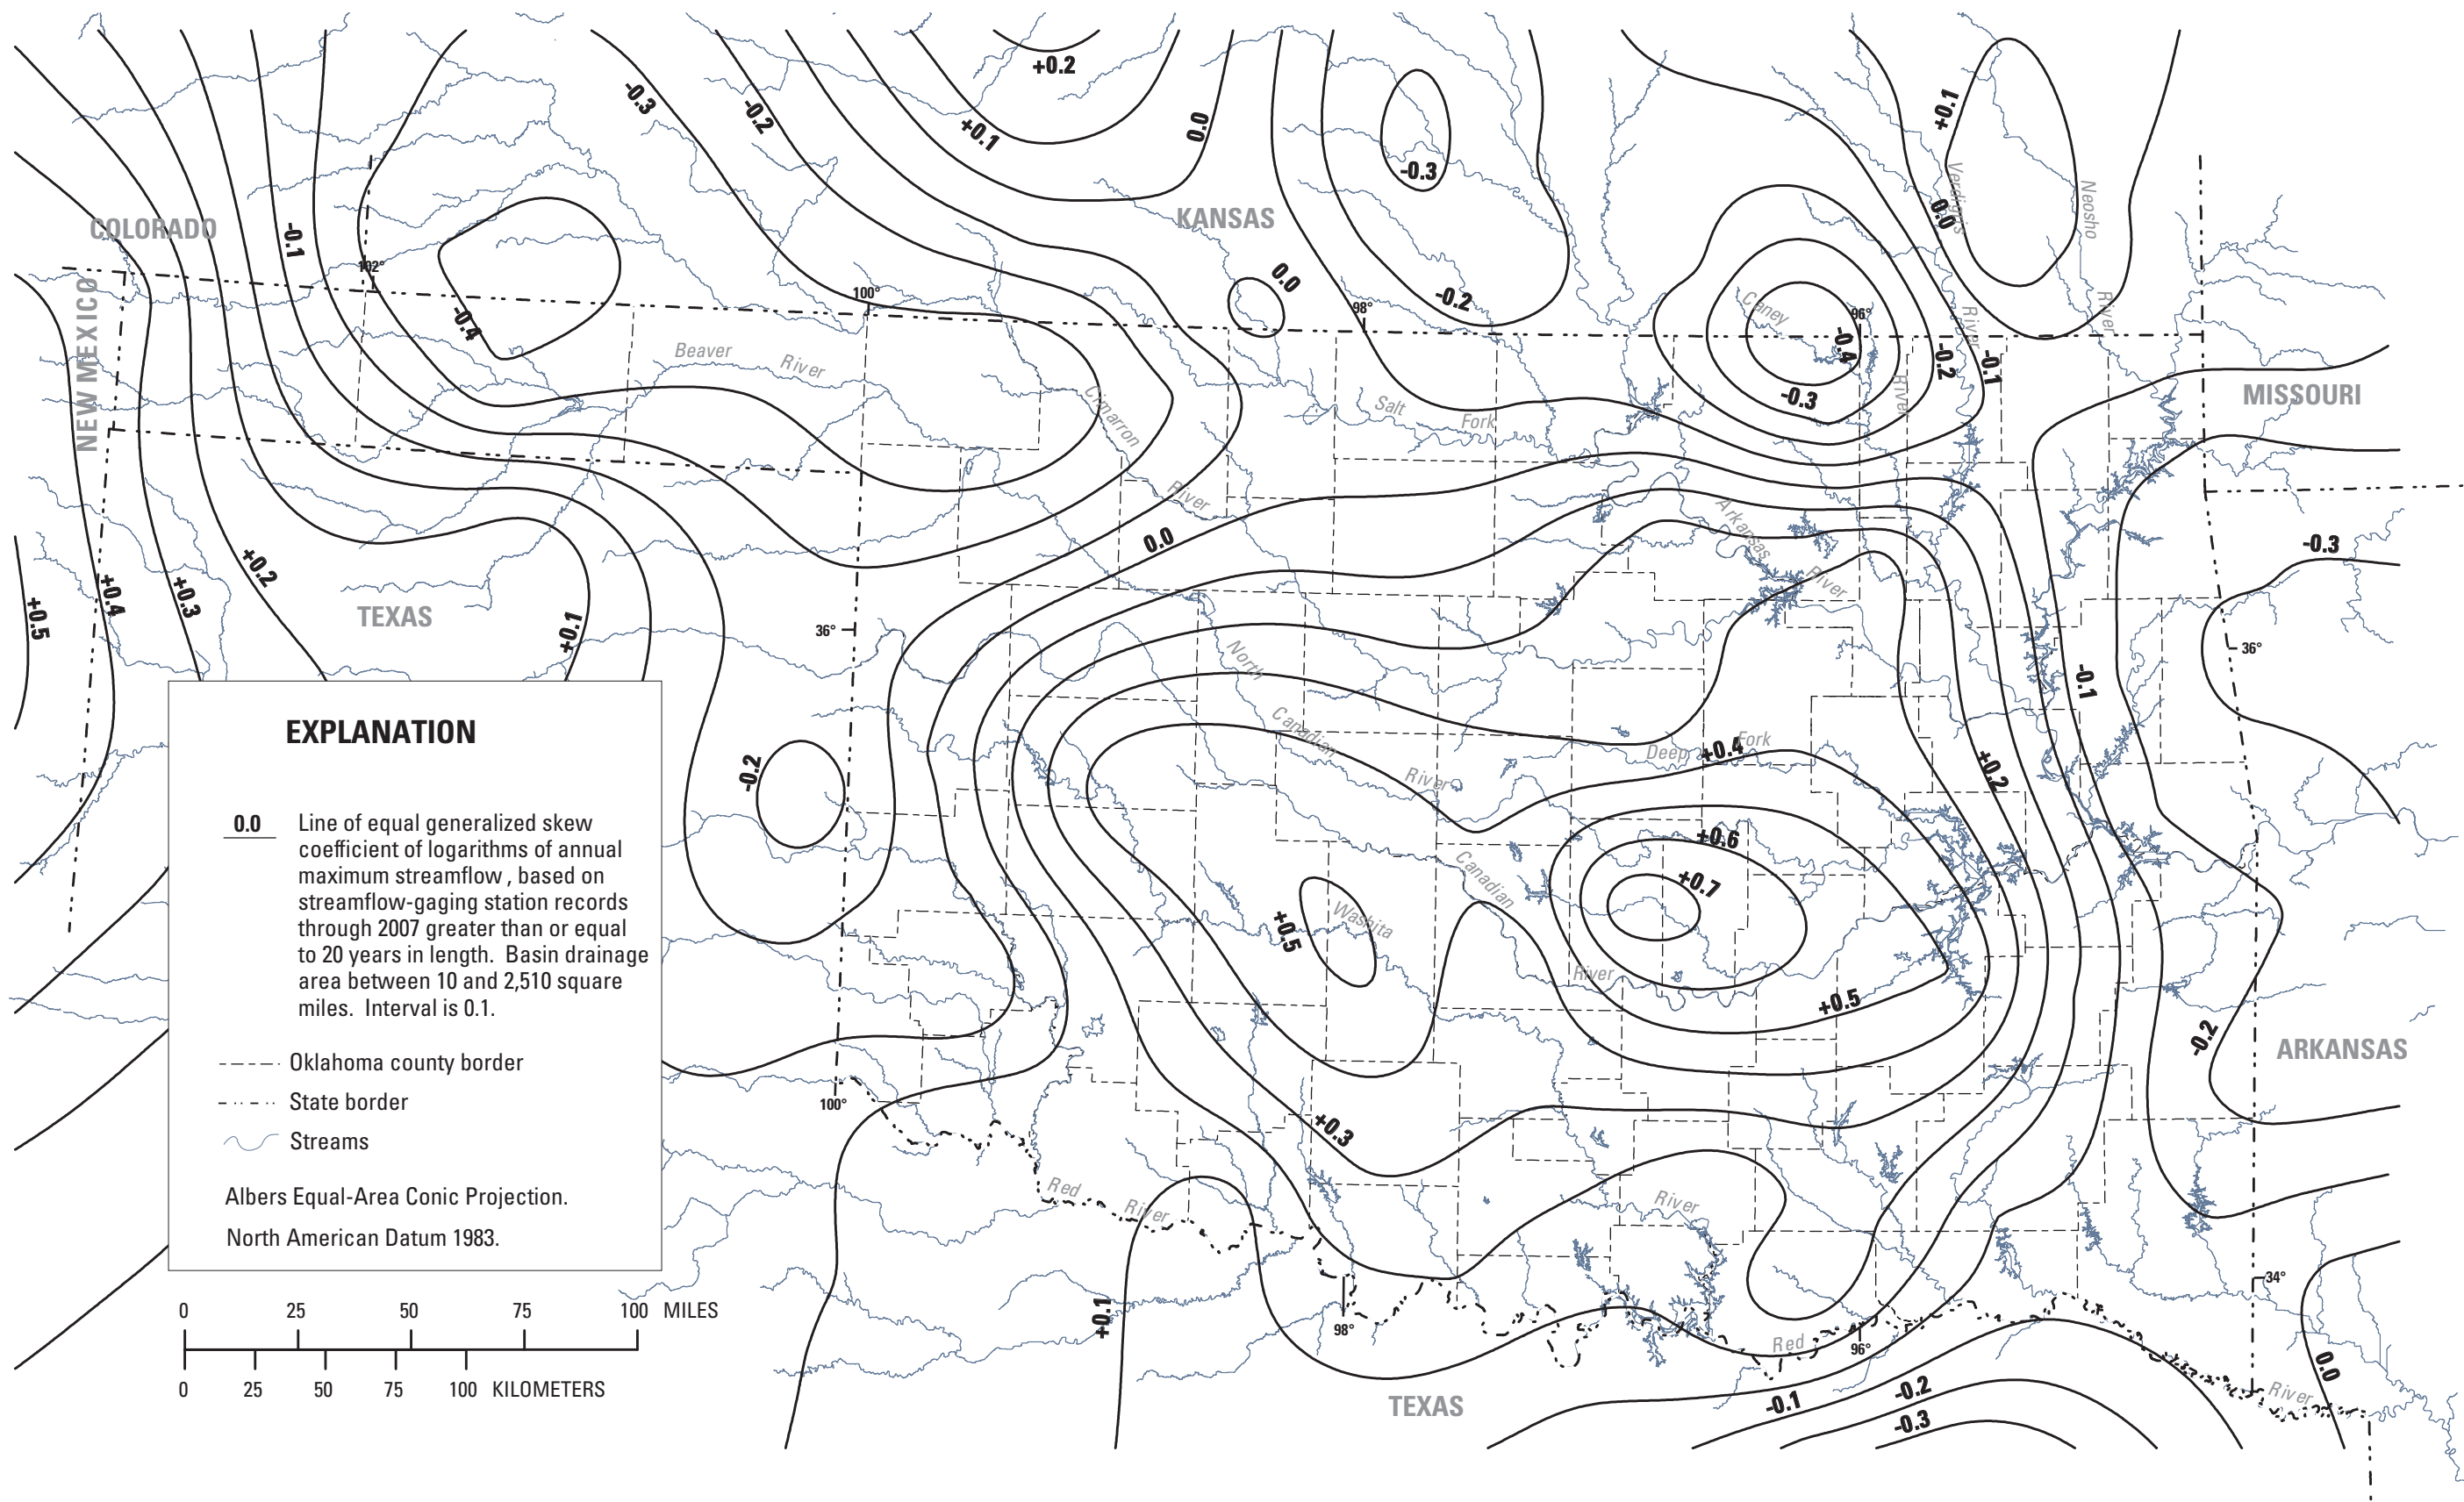 +0.2
-0.3
-0.2
+0.1
0.0
-0.3
+0.1
Verdigris
Neosho
0.0
COLORADO
KANSAS
-0.1
102°
NEW MEXICO
100°
0.0
98°
-0.2
Caney
96°
River
River
-0.4
Beaver
River
-0.4
-0.2
-0.1
-0.3
River
MISSOURI
Cimarron
Salt
Fork
River
Arkansas
River
0.0
-0.3
+0.5
+0.4
+0.3
+0.2
TEXAS
+0.1
36°
36°
North
Canadian
River
-0.1
Deep
Fork
+0.4
+0.2
-0.2
+0.6
+0.7
Canadian
River
Washita
+0.5
+0.5
-0.2
ARKANSAS
EXPLANATION
0.0
Line of equal generalized skew
coefficient of logarithms of annual
maximum streamflow , based on
streamflow-gaging station records
through 2007 greater than or equal
to 20 years in length. Basin drainage
area between 10 and 2,510 square
miles. Interval is 0.1.
Oklahoma county border
State border
Streams
Albers Equal-Area Conic Projection.
North American Datum 1983.
100°
+0.3
Red
River
River
34°
+0.1
98°
Red
96°
River
0.0
-0.1
-0.2
-0.3
TEXAS
0 25 50 75 100 MILES
0 25 50 75 100 KILOMETERS